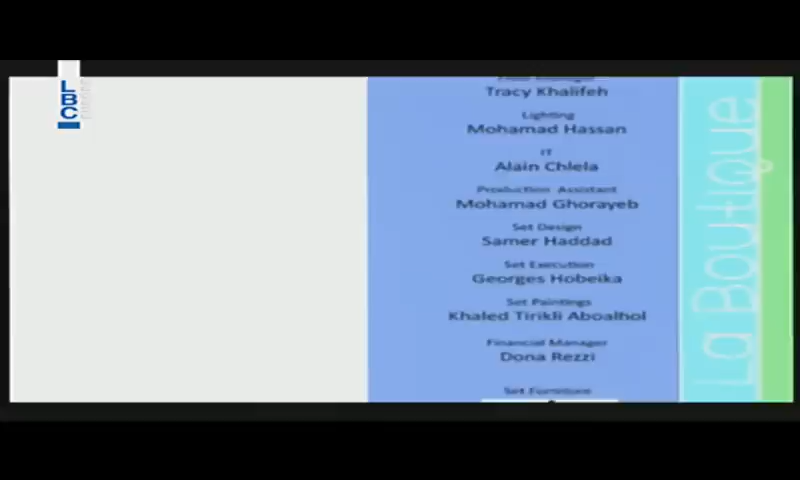 LBC
EUROPE
Tracy Khalifeh
Lighting
Mohamad Hassan
IT
Alain Chlela
Production Assistant
Mohamad Ghorayeb
Set Design
Samer Haddad
Set Execution
Georges Hobeika
Set Paintings
Khaled Tirikli Aboalhol
Financial Manager
Dona Rezzi
Set Furniture
La Boutique